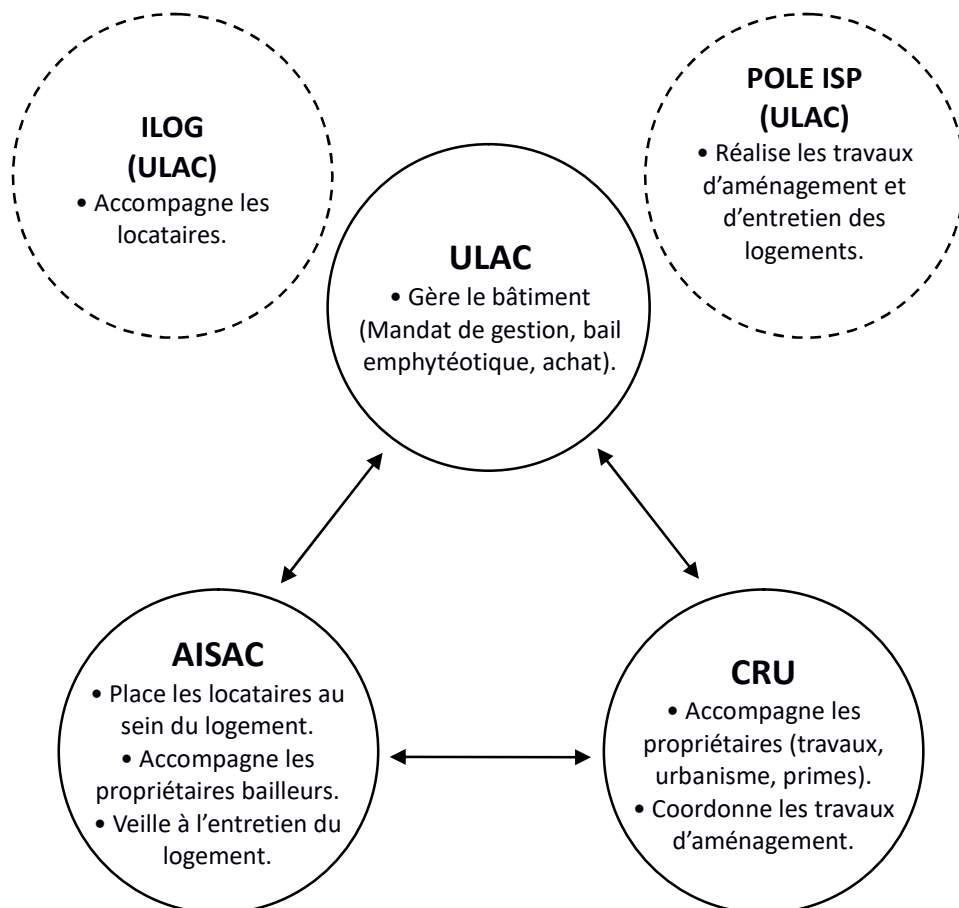 ILOG
(ULAC)
• Accompagne les
locataires.
POLE ISP
(ULAC)
• Réalise les travaux
d’aménagement et
d’entretien des
logements.
ULAC
• Gère le bâtiment
(Mandat de gestion, bail
emphytéotique, achat).
AISAC
• Place les locataires au
sein du logement.
• Accompagne les
propriétaires bailleurs.
• Veille à l’entretien du
logement.
CRU
• Accompagne les
propriétaires (travaux,
urbanisme, primes).
• Coordonne les travaux
d’aménagement.